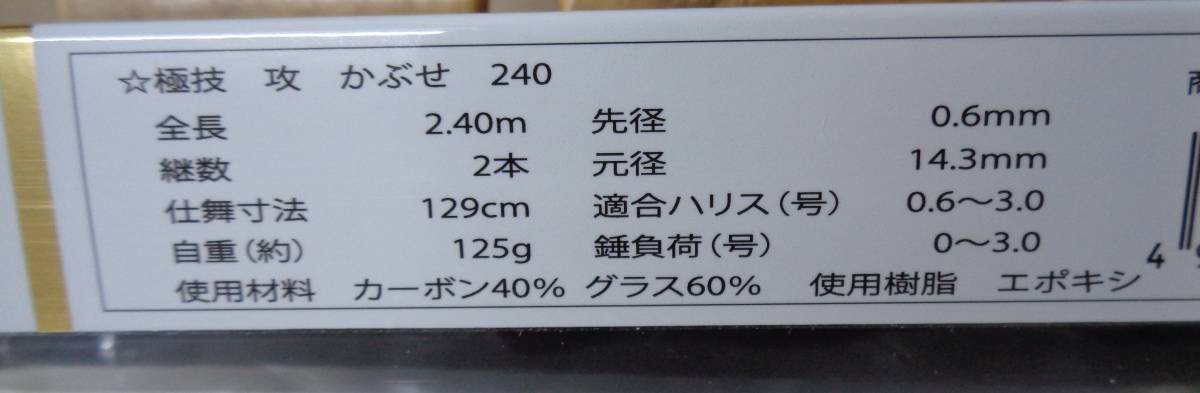 ☆極技 攻 かぶせ 240
全長 2.40m 先径 0.6mm
継数 2本 元径 14.3mm
仕舞寸法 129cm 適合ハリス(号) 0.6〜3.0
自重(約) 125g 錘負荷(号) 0〜3.0
使用材料 カーボン40% グラス60% 使用樹脂 エポキシ
4